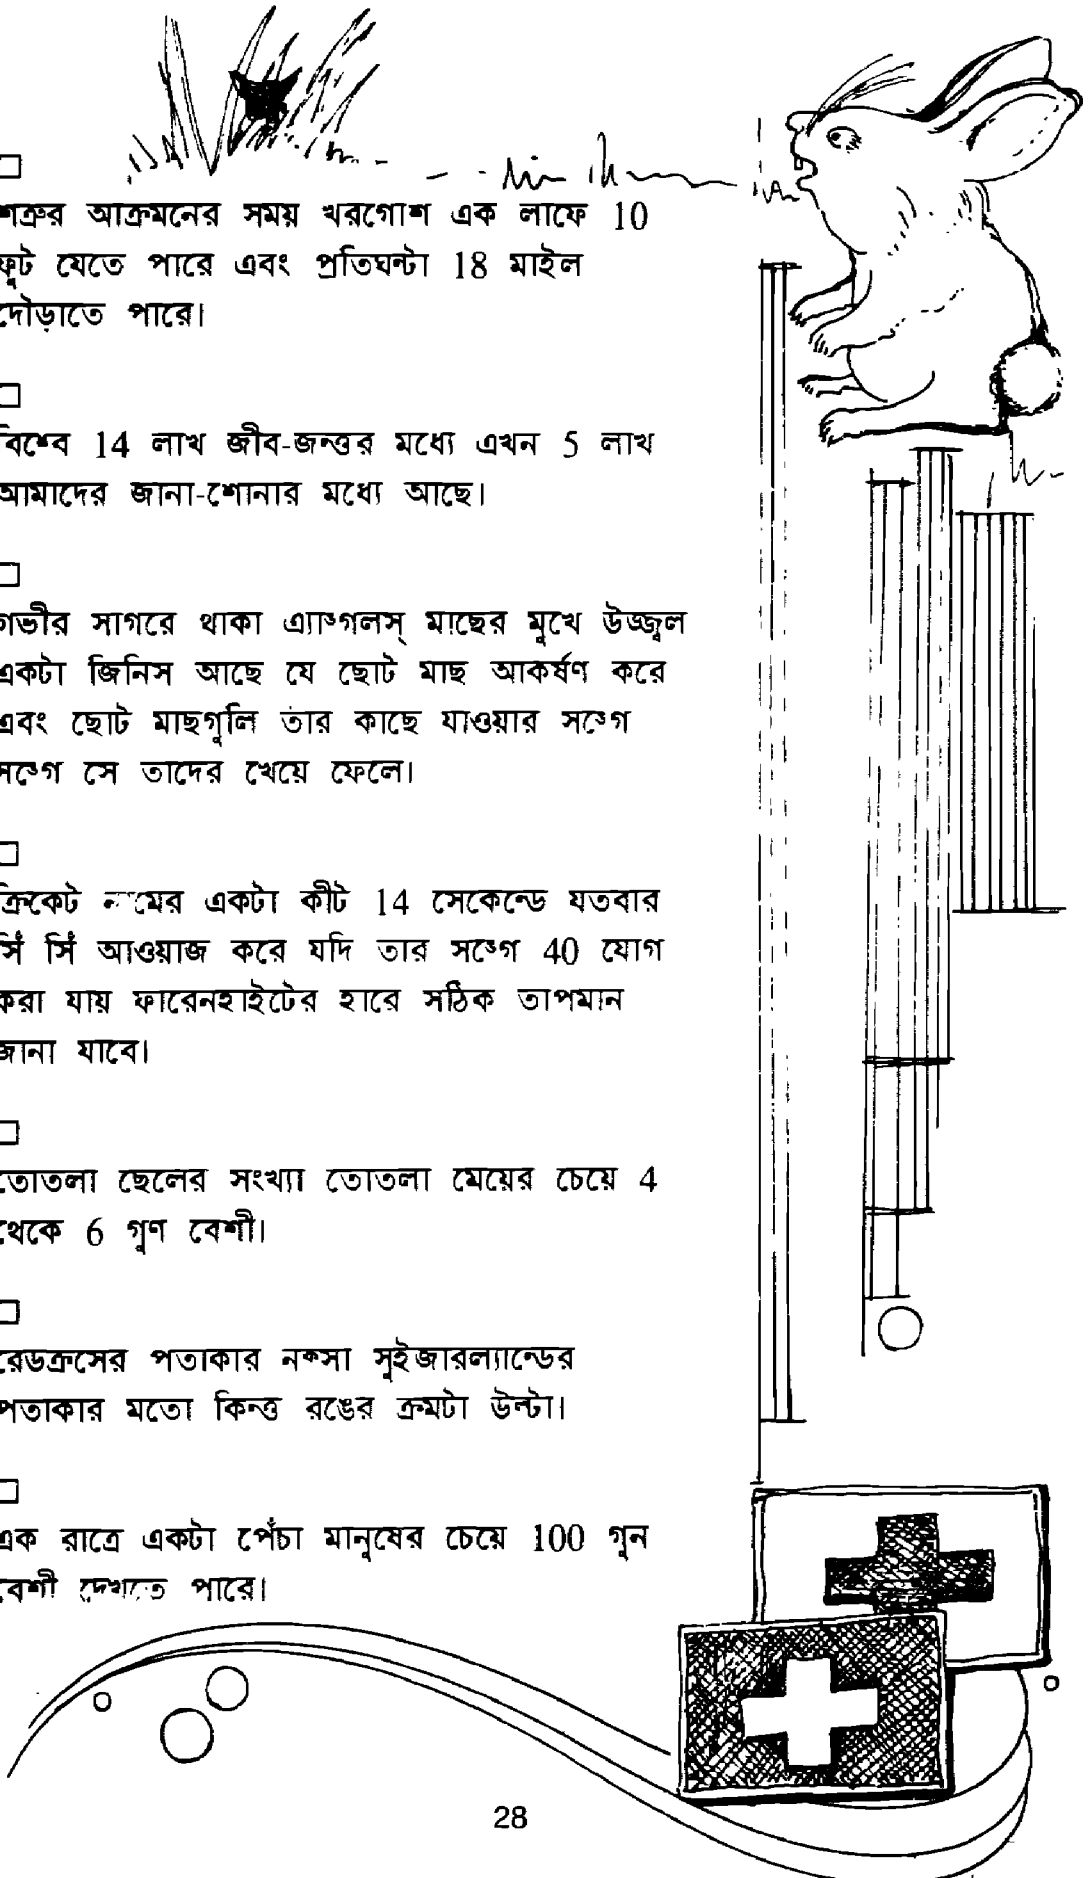 শত্রুর আক্রমনের সময় খরগোশ এক লাফে 10
ফুট যেতে পারে এবং প্রতিঘন্টা 18 মাইল
দৌড়াতে পারে।
বিশ্বে 14 লাখ জীব-জন্তুর মধ্যে এখন 5 লাখ
আমাদের জানা-শোনার মধ্যে আছে।
গভীর সাগরে থাকা এ্যাঙ্গলস্ মাছের মুখে উজ্জ্বল
একটা জিনিস আছে যে ছোট মাছ আকর্ষণ করে
এবং ছোট মাছগুলি তার কাছে যাওয়ার সঙ্গে
সঙ্গে সে তাদের খেয়ে ফেলে।
ক্রিকেট নামের একটা কীট 14 সেকেন্ডে যতবার
সিঁ সিঁ আওয়াজ করে যদি তার সঙ্গে 40 যোগ
করা যায় ফারেনহাইটের হারে সঠিক তাপমান
জানা যাবে।
তোতলা ছেলের সংখ্যা তোতলা মেয়ের চেয়ে 4
থেকে 6 গুণ বেশী।
রেডক্রসের পতাকার নক্সা সুইজারল্যান্ডের
পতাকার মতো কিন্তু রঙের ক্রমটা উল্টা।
এক রাত্রে একটা পেঁচা মানুষের চেয়ে 100 গুন
বেশী দেখতে পারে।
28